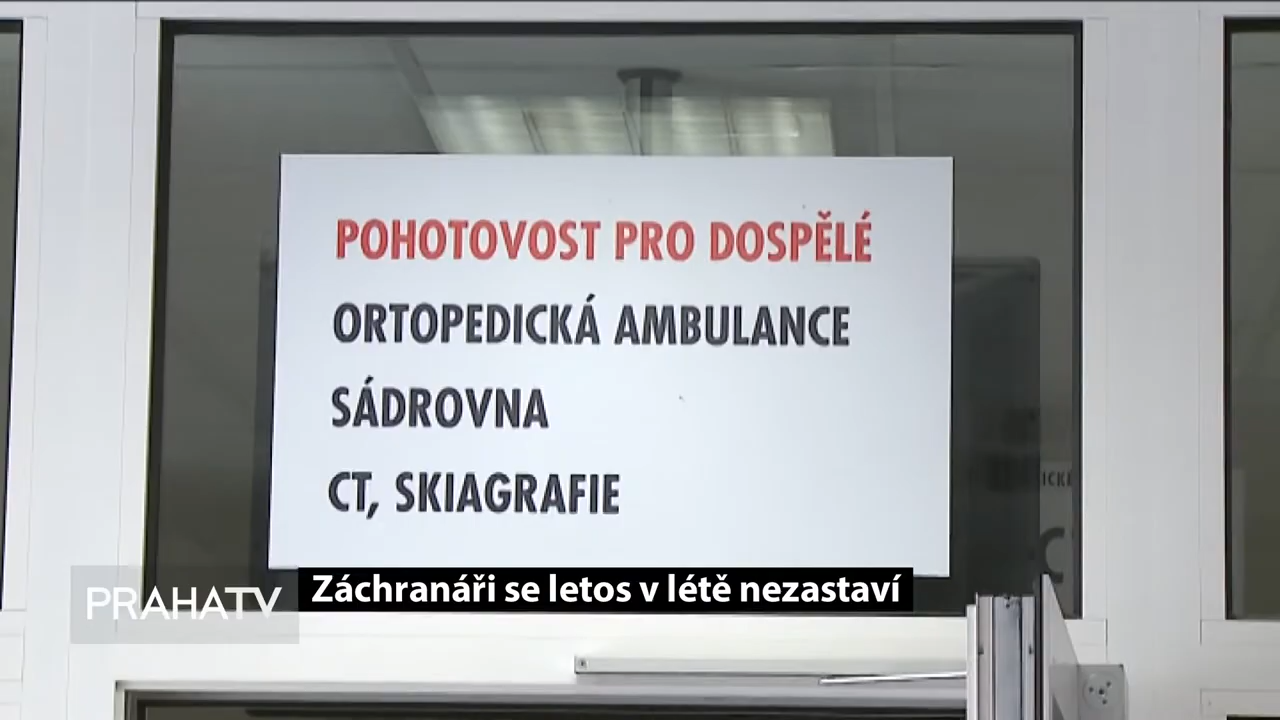 POHOTOVOST PRO DOSPĚLÉ
ORTOPEDICKÁ AMBULANCE
SÁDROVNA
CT, SKIAGRAFIE
Záchranáři se letos v létě nezastaví
PRAHATV